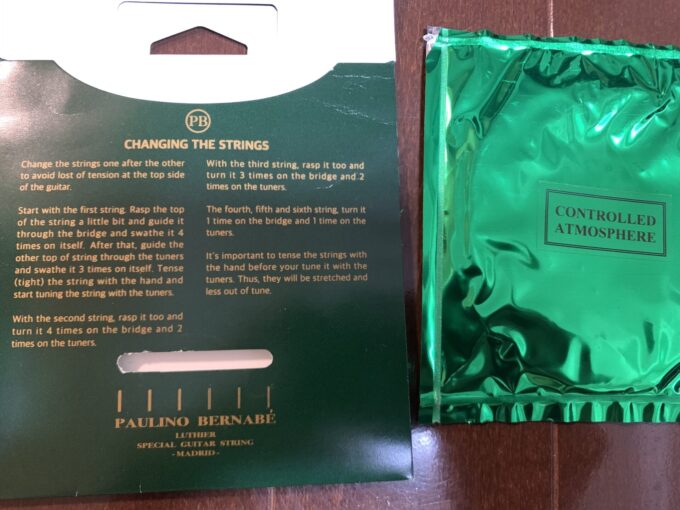 PB
CHANGING THE STRINGS
Change the strings one after the other
to avoid lost of tension at the top side
of the guitar.
Start with the first string. Rasp the top
of the string a little bit and guide it
through the bridge and swathe it 4
times on itself. After that, guide the
other top of string through the tuners
and swathe it 3 times on itself. Tense
(tight) the string with the hand and
start tuning the string with the tuners.
With the second string, rasp it too and
turn it 4 times on the bridge and 2
times on the tuners.
With the third string, rasp it too and
turn it 3 times on the bridge and 2
times on the tuners.
The fourth, fifth and sixth string, turn it
1 time on the bridge and 1 time on the
tuners.
It's important to tense the strings with
the hand before your tune it with the
tuners. Thus, they will be stretched and
less out of tune.
PAULINO BERNABÉ
LUTHIER
SPECIAL GUITAR STRING
-MADRID-
CONTROLLED
ATMOSPHERE